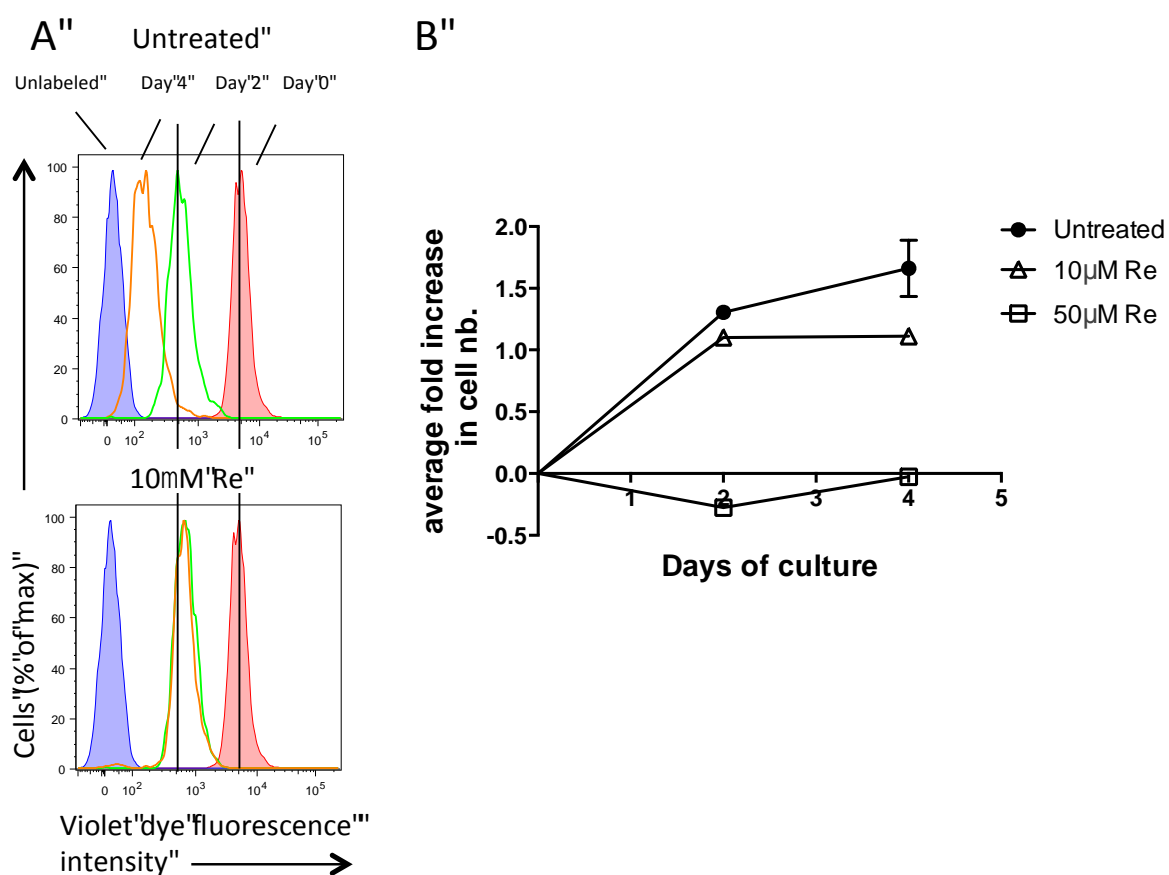 A"
Untreated"
Unlabeled" Day"4" Day"2" Day"0"
100
80
60
40
20
0
0 10² 10³ 10⁴ 10⁵
10mM"Re"
100
80
60
40
20
0
0 10² 10³ 10⁴ 10⁵
Cells"(%"of"max)"
Violet"dye"fluorescence""
intensity"
B"
2.0
1.5
1.0
0.5
0.0
-0.5
1 2 3 4 5
average fold increase
in cell nb.
Days of culture
Untreated
10µM Re
50µM Re